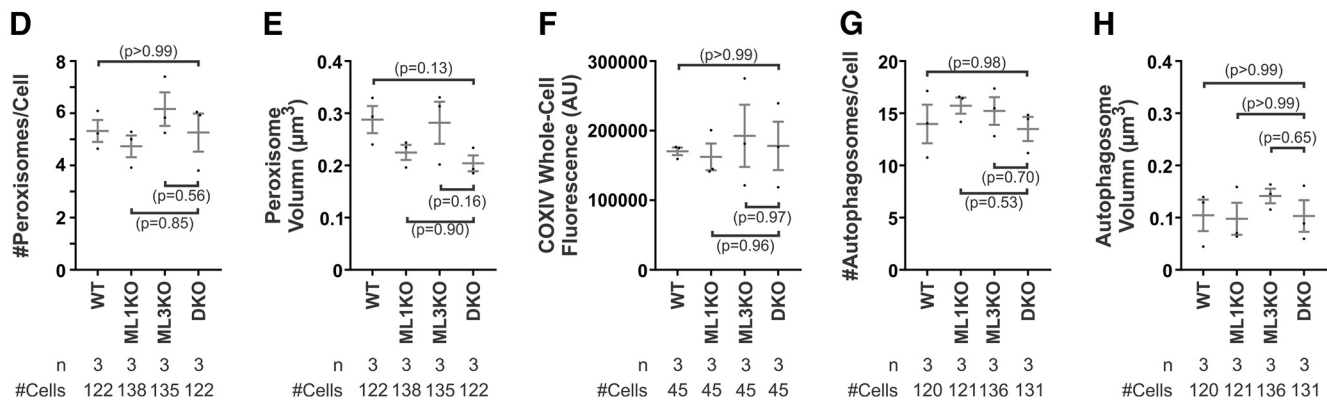 D
#Peroxisomes/Cell
8
6
4
2
0
(p>0.99)
(p=0.56)
(p=0.85)
WT
ML1KO
ML3KO
DKO
n 3 3 3 3
#Cells 122 138 135 122
E
Peroxisome
Volumn (µm³)
0.4
0.3
0.2
0.1
0
(p=0.13)
(p=0.16)
(p=0.90)
WT
ML1KO
ML3KO
DKO
n 3 3 3 3
#Cells 122 138 135 122
F
COXIV Whole-Cell
Fluorescence (AU)
300000
200000
100000
0
(p>0.99)
(p=0.97)
(p=0.96)
WT
ML1KO
ML3KO
DKO
n 3 3 3 3
#Cells 45 45 45 45
G
#Autophagosomes/Cell
20
15
10
5
0
(p=0.98)
(p=0.70)
(p=0.53)
WT
ML1KO
ML3KO
DKO
n 3 3 3 3
#Cells 120 121 136 131
H
Autophagosome
Volumn (µm³)
0.4
0.3
0.2
0.1
0
(p>0.99)
(p>0.99)
(p=0.65)
WT
ML1KO
ML3KO
DKO
n 3 3 3 3
#Cells 120 121 136 131